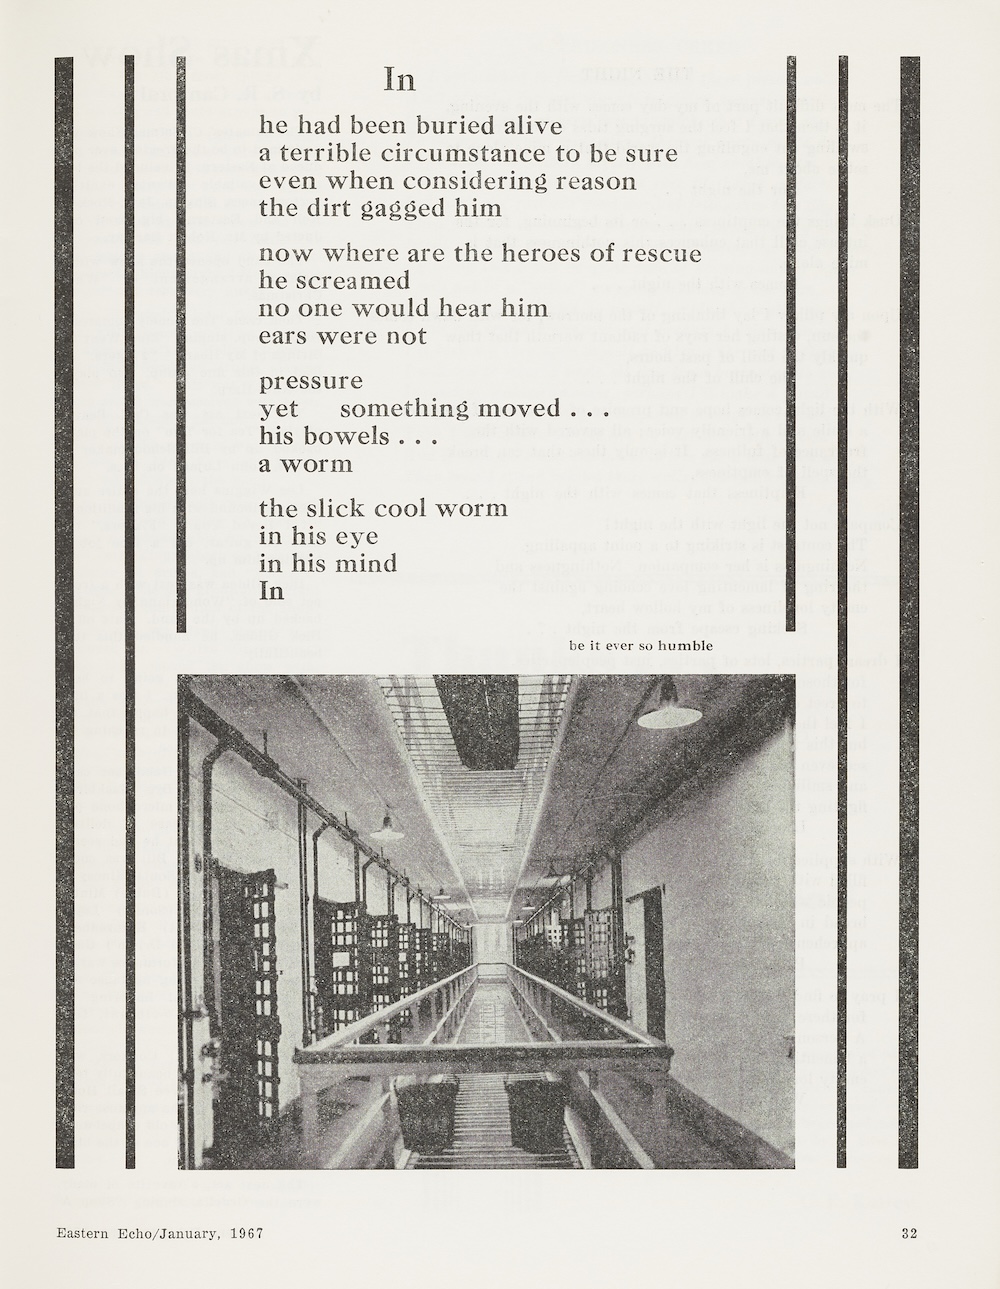 In
he had been buried alive
a terrible circumstance to be sure
even when considering reason
the dirt gagged him
now where are the heroes of rescue
he screamed
no one would hear him
ears were not
pressure
yet something moved . . .
his bowels . . .
a worm
the slick cool worm
in his eye
in his mind
In
be it ever so humble
Eastern Echo/January, 1967
32